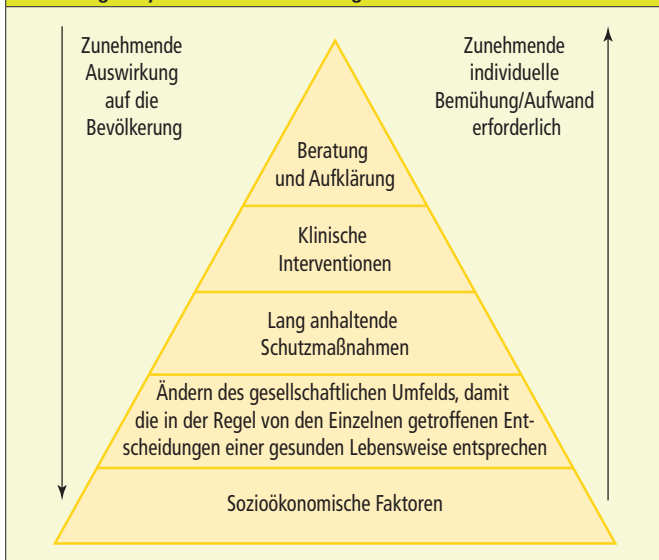 Zunehmende
Auswirkung
auf die
Bevölkerung
Zunehmende
individuelle
Bemühung/Aufwand
erforderlich
Beratung
und Aufklärung
Klinische
Interventionen
Lang anhaltende
Schutzmaßnahmen
Ändern des gesellschaftlichen Umfelds, damit
die in der Regel von den Einzelnen getroffenen Ent-
scheidungen einer gesunden Lebensweise entsprechen
Sozioökonomische Faktoren